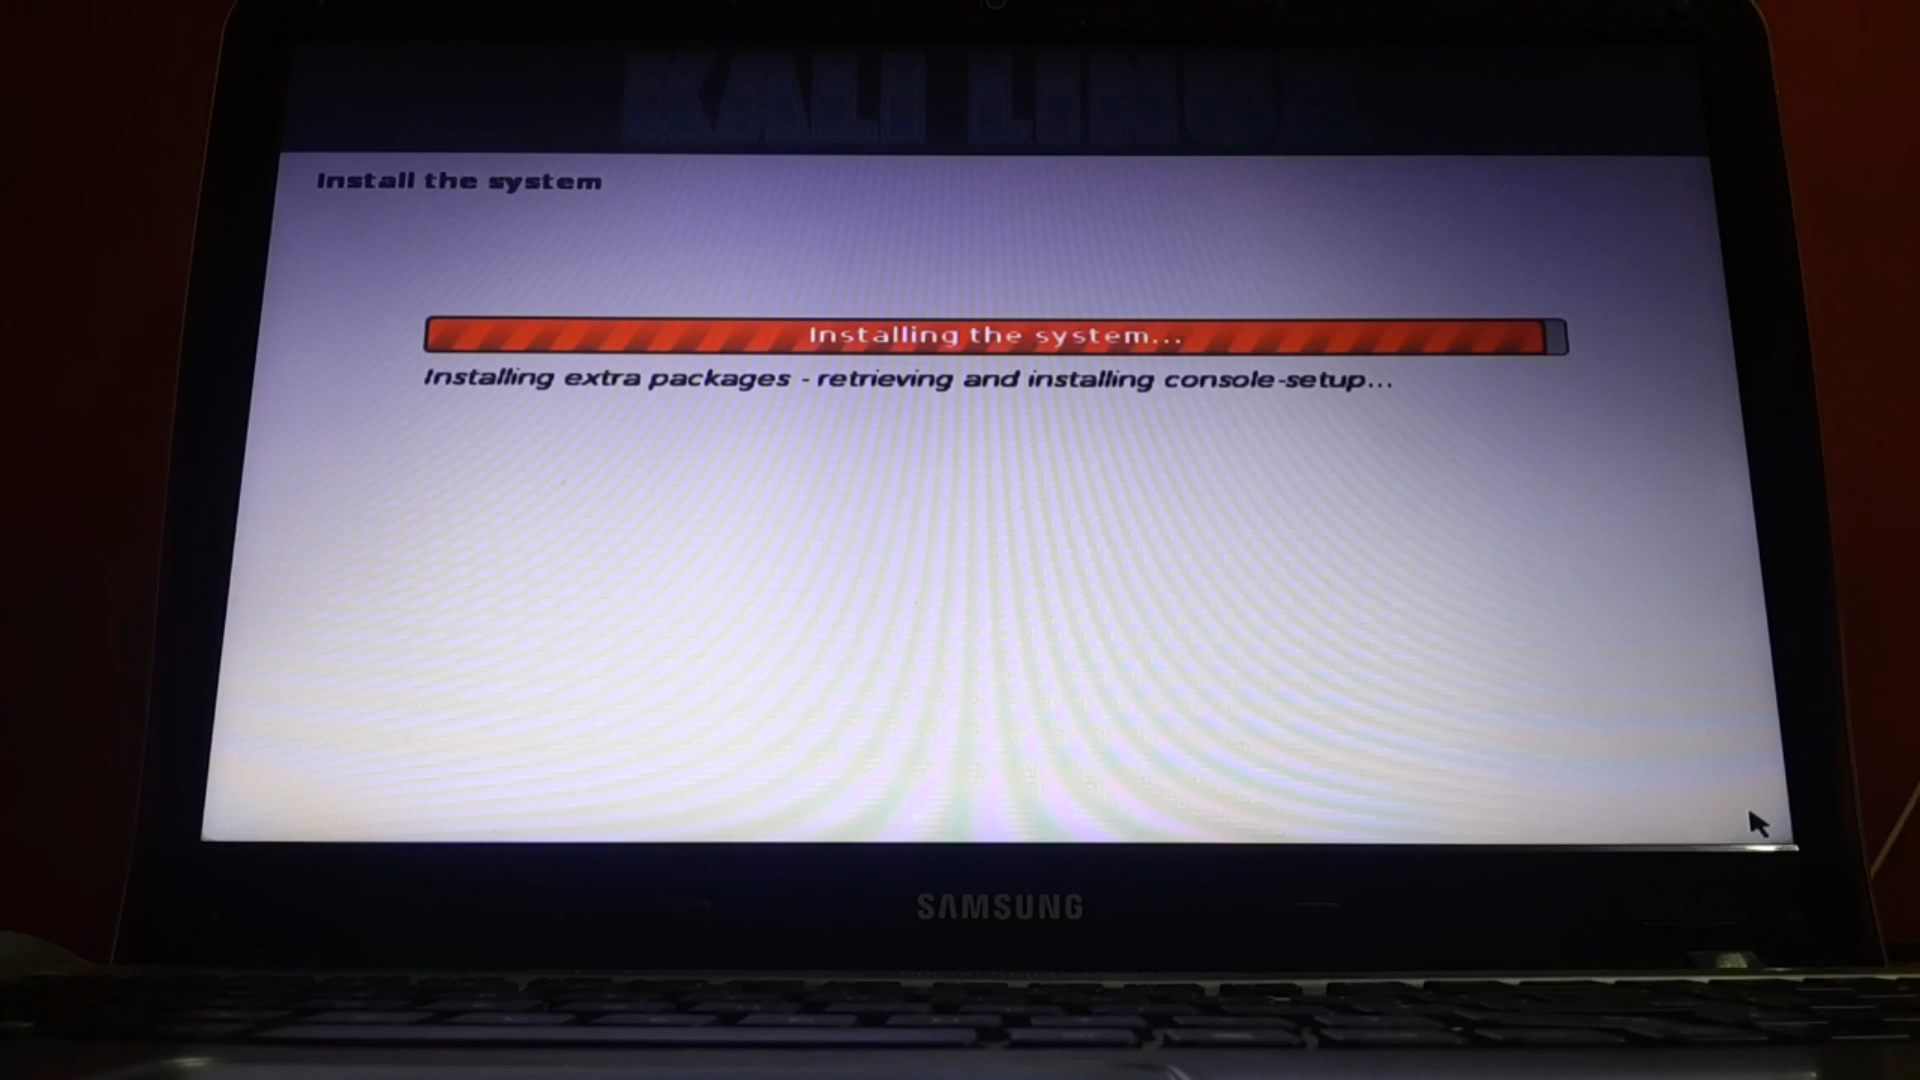 KALI LINUX
Install the system
Installing the system...
Installing extra packages - retrieving and installing console-setup...
SAMSUNG